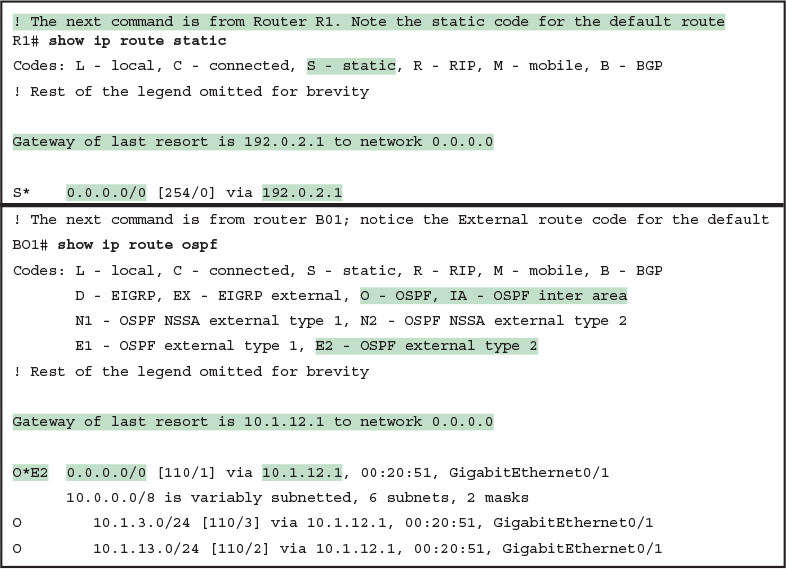 ! The next command is from Router R1. Note the static code for the default route
R1# show ip route static
Codes: L - local, C - connected, S - static, R - RIP, M - mobile, B - BGP
! Rest of the legend omitted for brevity
Gateway of last resort is 192.0.2.1 to network 0.0.0.0
S*    0.0.0.0/0 [254/0] via 192.0.2.1
! The next command is from router B01; notice the External route code for the default
BO1# show ip route ospf
Codes: L - local, C - connected, S - static, R - RIP, M - mobile, B - BGP
       D - EIGRP, EX - EIGRP external, O - OSPF, IA - OSPF inter area
       N1 - OSPF NSSA external type 1, N2 - OSPF NSSA external type 2
       E1 - OSPF external type 1, E2 - OSPF external type 2
! Rest of the legend omitted for brevity
Gateway of last resort is 10.1.12.1 to network 0.0.0.0
O*E2  0.0.0.0/0 [110/1] via 10.1.12.1, 00:20:51, GigabitEthernet0/1
      10.0.0.0/8 is variably subnetted, 6 subnets, 2 masks
O        10.1.3.0/24 [110/3] via 10.1.12.1, 00:20:51, GigabitEthernet0/1
O        10.1.13.0/24 [110/2] via 10.1.12.1, 00:20:51, GigabitEthernet0/1